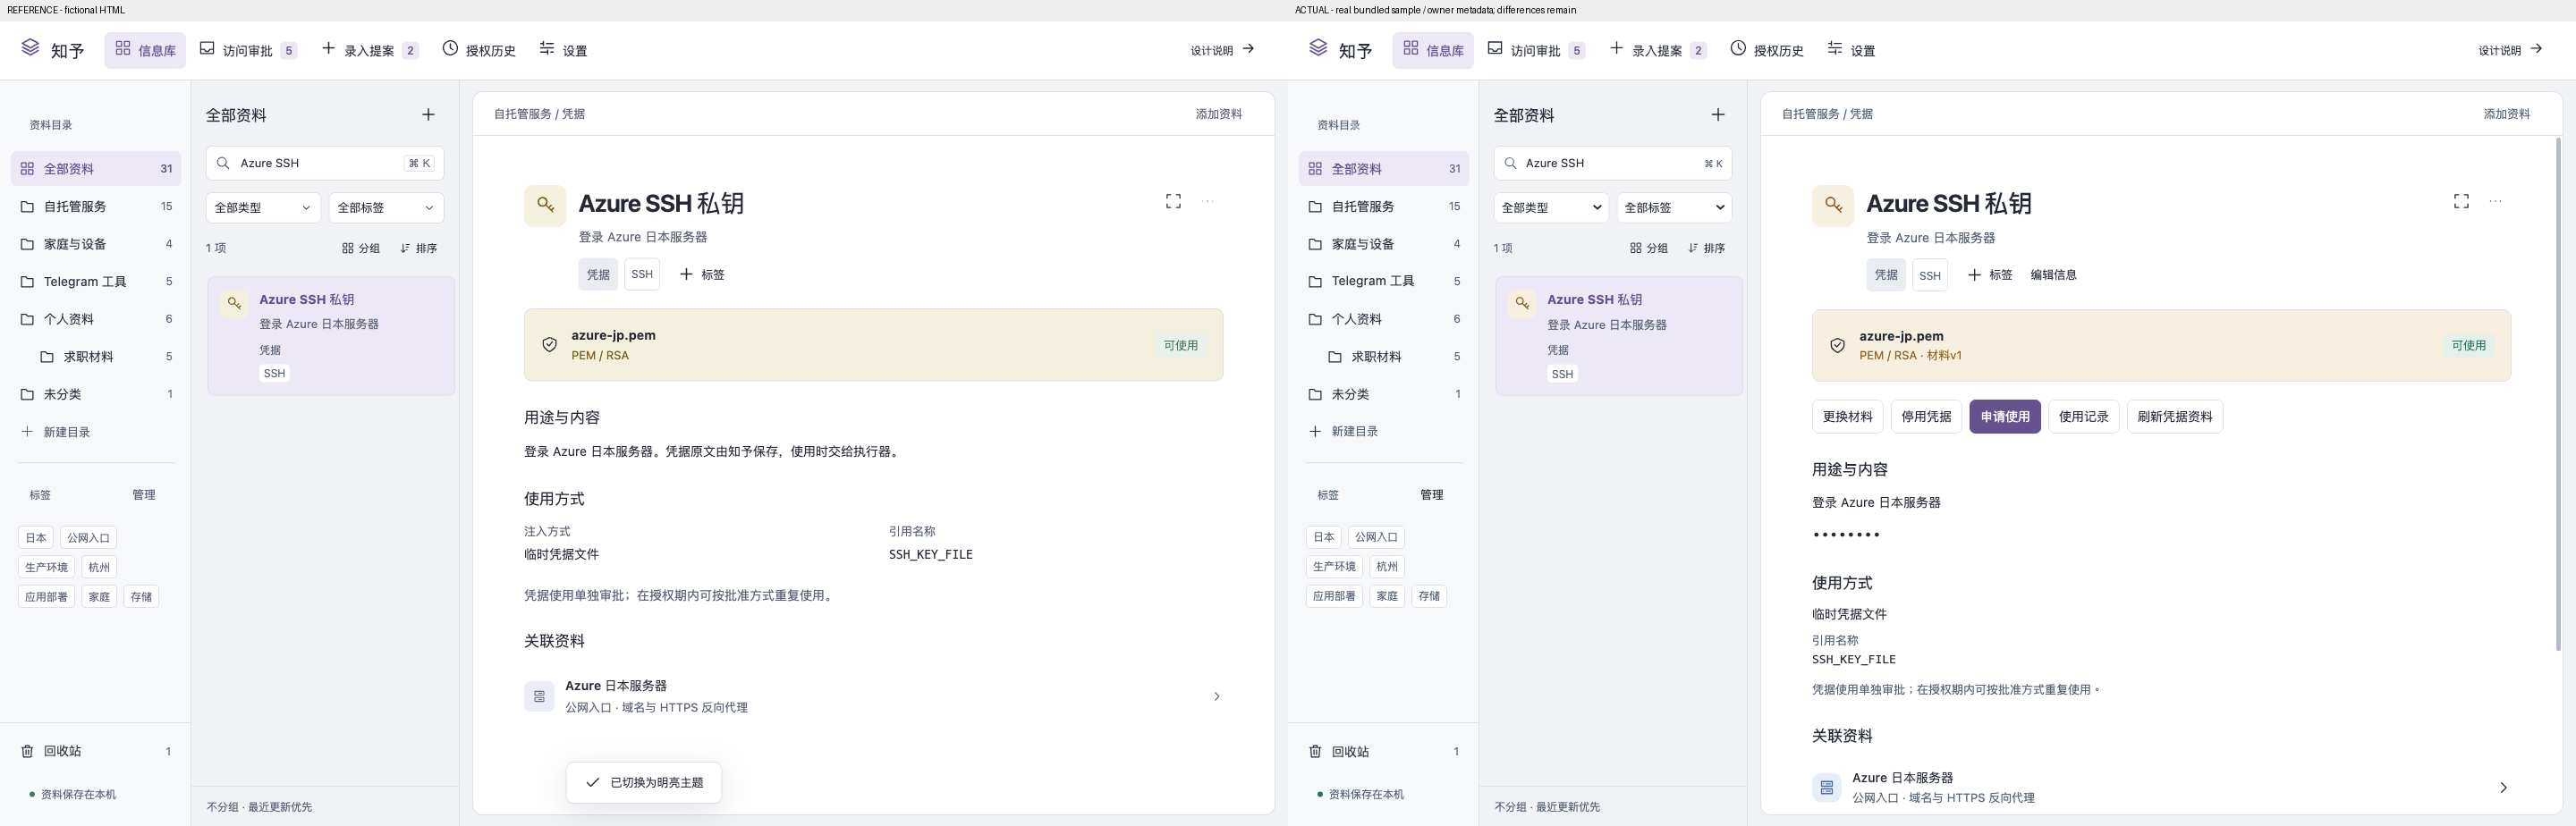 REFERENCE - fictional HTML
知予
信息库
访问审批 5
录入提案 2
授权历史
设置
设计说明
资料目录
全部资料 31
自托管服务 15
家庭与设备 4
Telegram 工具 5
个人资料 6
求职材料 5
未分类 1
新建目录
标签 管理
日本 公网入口
生产环境 杭州
应用部署 家庭 存储
回收站 1
资料保存在本机
全部资料
Azure SSH ⌘ K
全部类型 全部标签
1 项 分组 排序
Azure SSH 私钥
登录 Azure 日本服务器
凭据
SSH
不分组 · 最近更新优先
自托管服务 / 凭据 添加资料
Azure SSH 私钥
登录 Azure 日本服务器
凭据 SSH 标签
azure-jp.pem
PEM / RSA
可使用
用途与内容
登录 Azure 日本服务器。凭据原文由知予保存，使用时交给执行器。
使用方式
注入方式 引用名称
临时凭据文件 SSH_KEY_FILE
凭据使用单独审批；在授权期内可按批准方式重复使用。
关联资料
Azure 日本服务器
公网入口 · 域名与 HTTPS 反向代理
已切换为明亮主题
ACTUAL - real bundled sample / owner metadata; differences remain
知予
信息库
访问审批 5
录入提案 2
授权历史
设置
设计说明
资料目录
全部资料 31
自托管服务 15
家庭与设备 4
Telegram 工具 5
个人资料 6
求职材料 5
未分类 1
新建目录
标签 管理
日本 公网入口
生产环境 杭州
应用部署 家庭 存储
回收站 1
资料保存在本机
全部资料
Azure SSH ⌘ K
全部类型 全部标签
1 项 分组 排序
Azure SSH 私钥
登录 Azure 日本服务器
凭据
SSH
不分组 · 最近更新优先
自托管服务 / 凭据 添加资料
Azure SSH 私钥
登录 Azure 日本服务器
凭据 SSH 标签 编辑信息
azure-jp.pem
PEM / RSA · 材料v1
可使用
更换材料 停用凭据 申请使用 使用记录 刷新凭据资料
用途与内容
登录 Azure 日本服务器
••••••••
使用方式
临时凭据文件
引用名称
SSH_KEY_FILE
凭据使用单独审批；在授权期内可按批准方式重复使用。
关联资料
Azure 日本服务器
公网入口 · 域名与 HTTPS 反向代理